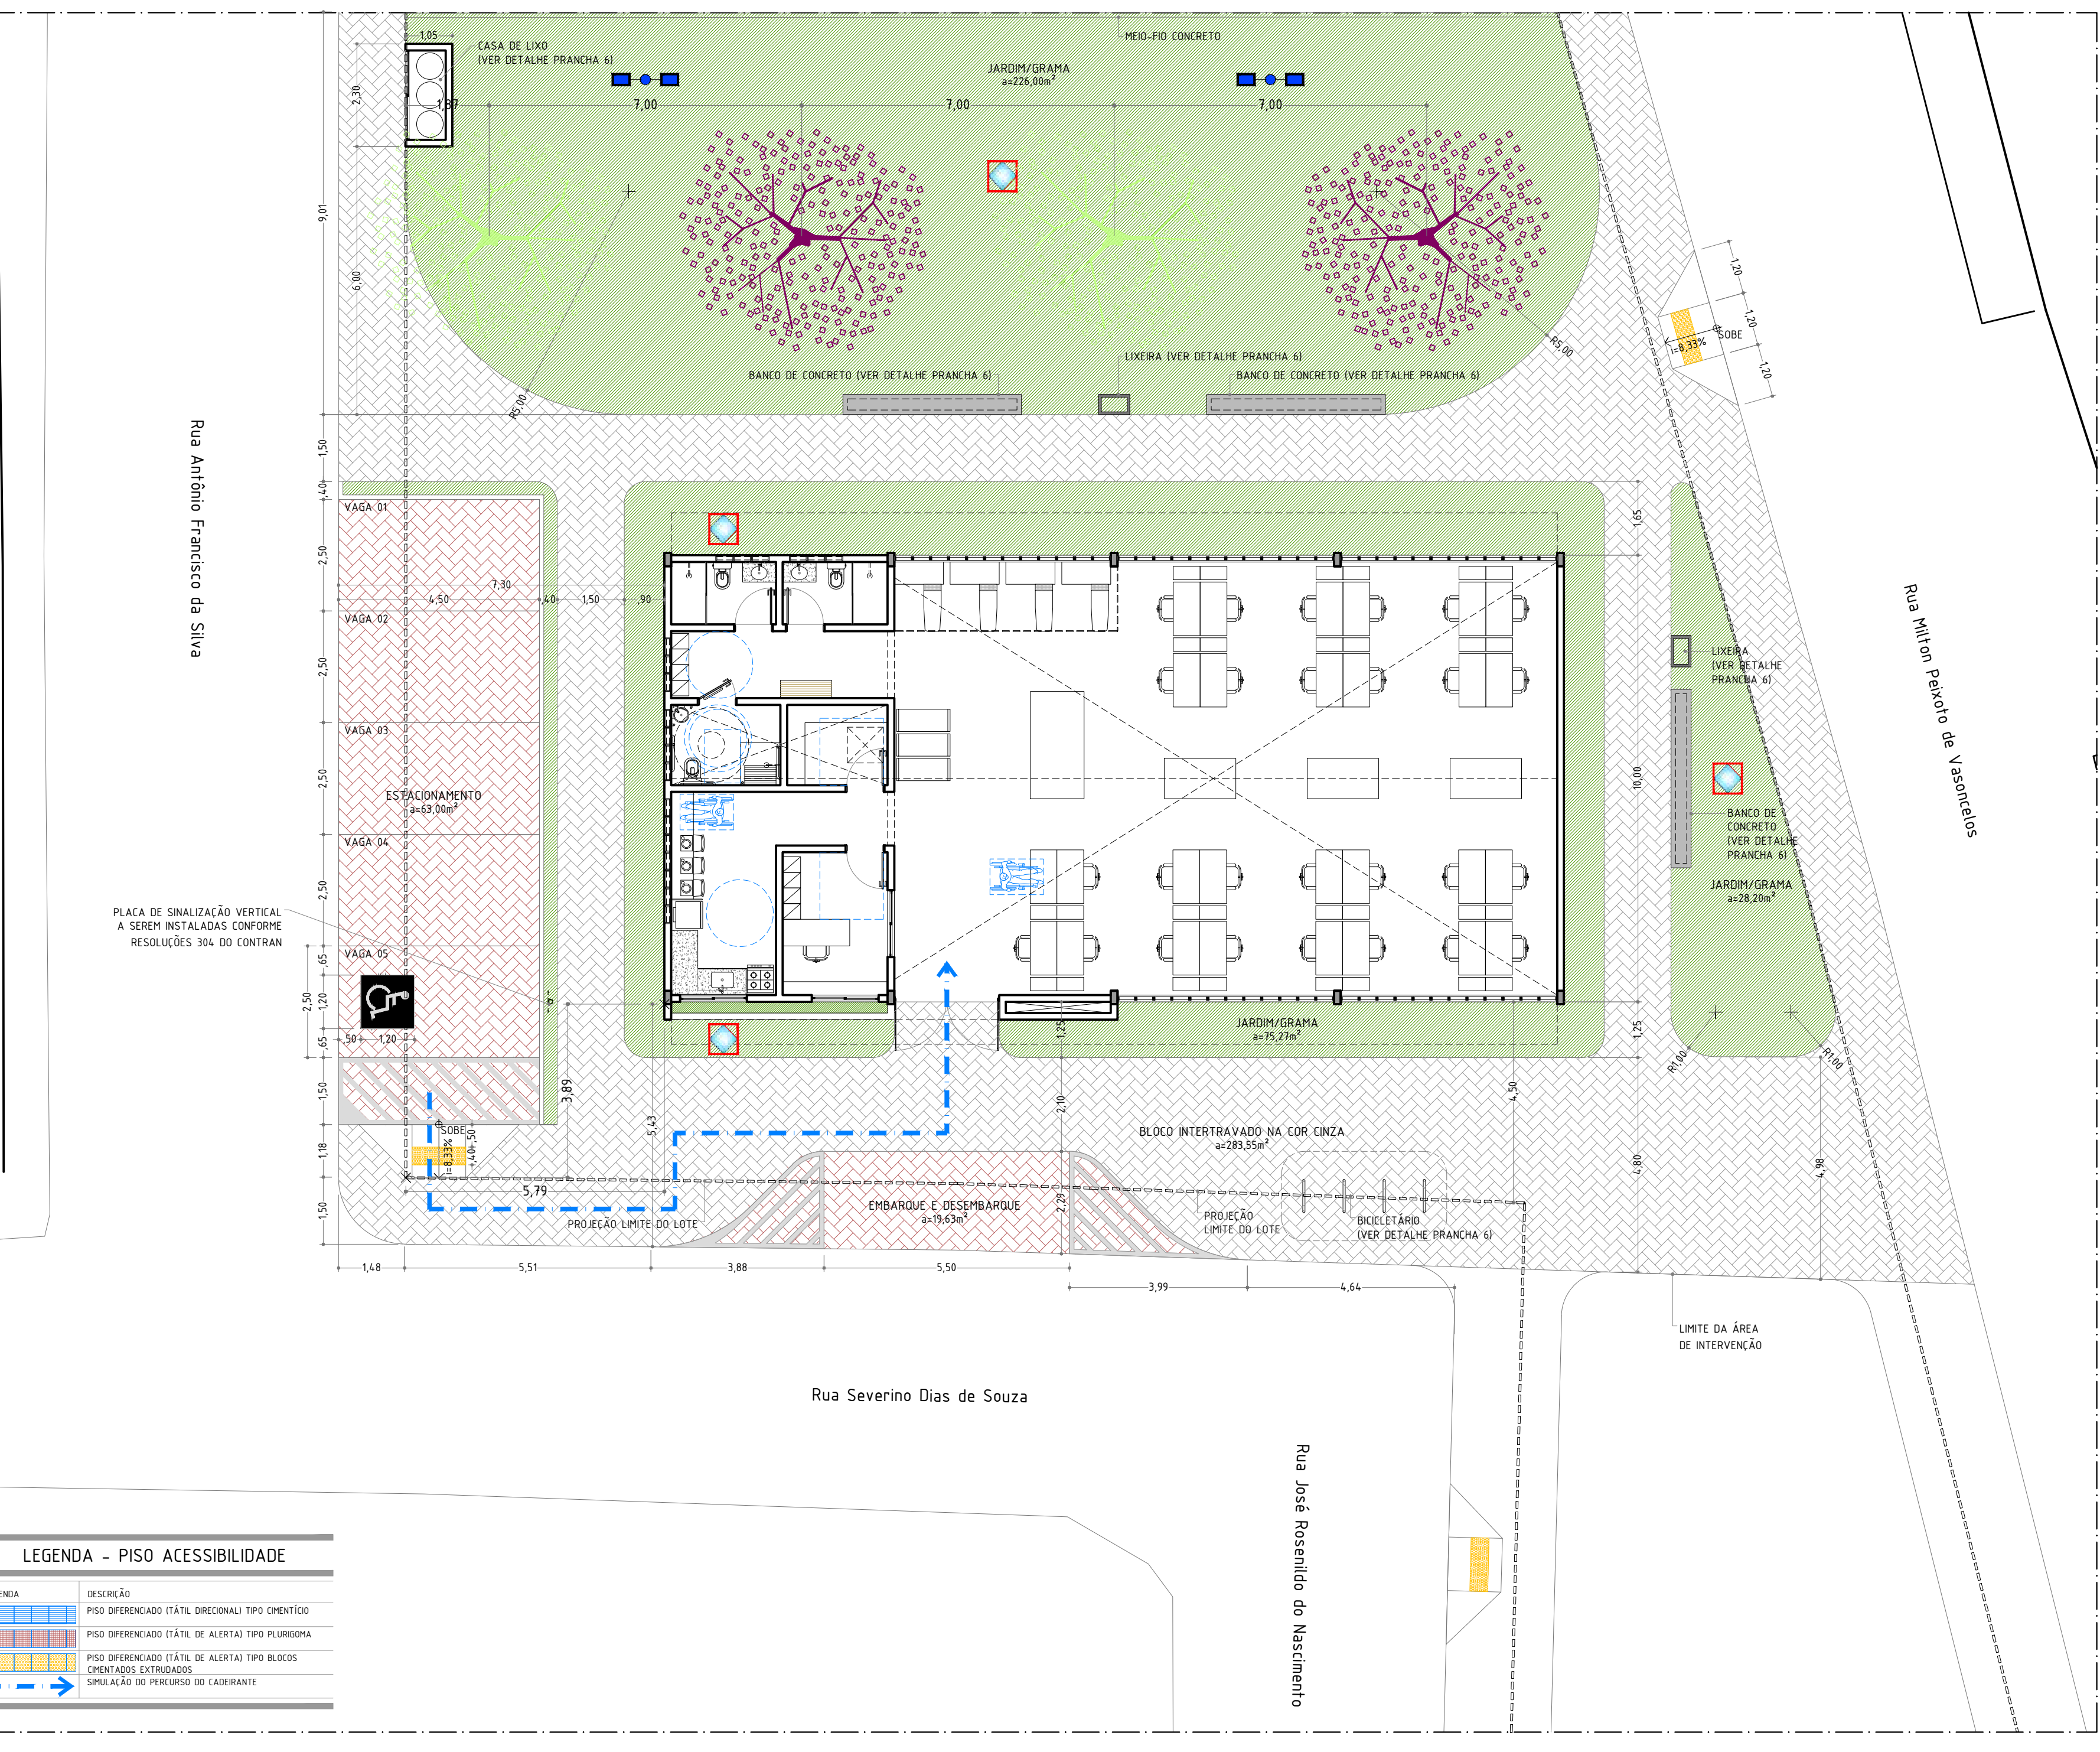 1,05
CASA DE LIXO
(VER DETALHE PRANCHA 6)
MEIO-FIO CONCRETO
JARDIM/GRAMA
a=226,00m²
2,30
1,87
7,00
7,00
7,00
9,01
6,00
R5,00
R5,00
1,20
1,20
1,20
SOBE
i=8,33%
LIXEIRA (VER DETALHE PRANCHA 6)
BANCO DE CONCRETO (VER DETALHE PRANCHA 6)
BANCO DE CONCRETO (VER DETALHE PRANCHA 6)
Rua Antônio Francisco da Silva
1,50
,40
VAGA 01
2,50
7,30
4,50
,40
1,50
,90
1,65
VAGA 02
2,50
VAGA 03
2,50
ESTACIONAMENTO
a=63,00m²
VAGA 04
2,50
10,00
Rua Milton Peixoto de Vasoncelos
LIXEIRA
(VER DETALHE
PRANCHA 6)
BANCO DE
CONCRETO
(VER DETALHE
PRANCHA 6)
JARDIM/GRAMA
a=28,20m²
PLACA DE SINALIZAÇÃO VERTICAL
A SEREM INSTALADAS CONFORME
RESOLUÇÕES 304 DO CONTRAN
VAGA 05
,65
2,50
1,20
,65
,50
1,20
JARDIM/GRAMA
a=75,27m²
1,25
1,25
R1,00
R1,00
1,50
3,89
5,43
2,10
4,50
SOBE
i=8,33%
,50
,40
1,18
BLOCO INTERTRAVADO NA COR CINZA
a=283,55m²
4,80
4,98
5,79
1,50
EMBARQUE E DESEMBARQUE
a=19,63m²
2,29
PROJEÇÃO LIMITE DO LOTE
PROJEÇÃO
LIMITE DO LOTE
BICICLETÁRIO
(VER DETALHE PRANCHA 6)
1,48
5,51
3,88
5,50
3,99
4,64
LIMITE DA ÁREA
DE INTERVENÇÃO
Rua Severino Dias de Souza
Rua José Rosenildo do Nascimento
LEGENDA - PISO ACESSIBILIDADE
ENDA
DESCRIÇÃO
PISO DIFERENCIADO (TÁTIL DIRECIONAL) TIPO CIMENTÍCIO
PISO DIFERENCIADO (TÁTIL DE ALERTA) TIPO PLURIGOMA
PISO DIFERENCIADO (TÁTIL DE ALERTA) TIPO BLOCOS
CIMENTADOS EXTRUDADOS
SIMULAÇÃO DO PERCURSO DO CADEIRANTE